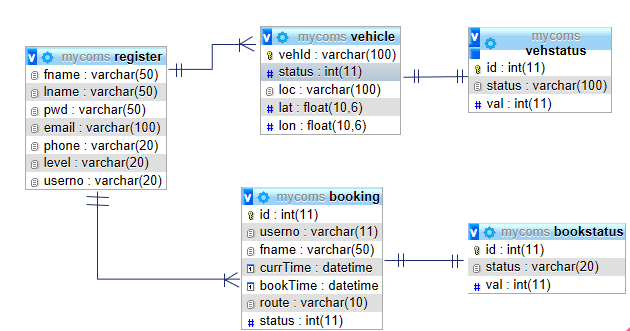 mycoms register
fname : varchar(50)
lname : varchar(50)
pwd : varchar(50)
email : varchar(100)
phone : varchar(20)
level : varchar(20)
userno : varchar(20)
mycoms vehicle
vehId : varchar(100)
status : int(11)
loc : varchar(100)
lat : float(10,6)
lon : float(10,6)
mycoms
vehstatus
id : int(11)
status : varchar(100)
val : int(11)
mycoms booking
id : int(11)
userno : varchar(11)
fname : varchar(50)
currTime : datetime
bookTime : datetime
route : varchar(10)
status : int(11)
mycoms bookstatus
id : int(11)
status : varchar(20)
val : int(11)